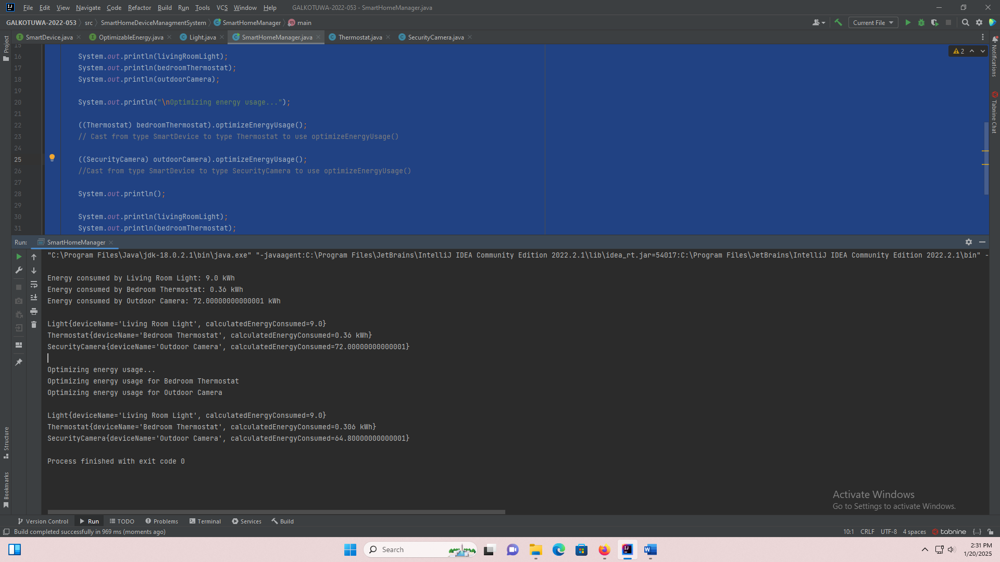 File Edit View Navigate Code Refactor Build Run Tools VCS Window Help GALKOTUWA-2022-053 - SmartHomeManager.java
GALKOTUWA-2022-053 src SmartHomeDeviceManagmentSystem SmartHomeManager main Current File
SmartDevice.java OptimizableEnergy.java Light.java SmartHomeManager.java Thermostat.java SecurityCamera.java
Project
Notifications
Tabnine Chat
2
15
16 System.out.println(livingRoomLight);
17 System.out.println(bedroomThermostat);
18 System.out.println(outdoorCamera);
19
20 System.out.println("\nOptimizing energy usage...");
21
22 ((Thermostat) bedroomThermostat).optimizeEnergyUsage();
23 // Cast from type SmartDevice to type Thermostat to use optimizeEnergyUsage()
24
25 ((SecurityCamera) outdoorCamera).optimizeEnergyUsage();
26 //Cast from type SmartDevice to type SecurityCamera to use optimizeEnergyUsage()
27
28 System.out.println();
29
30 System.out.println(livingRoomLight);
31 System.out.println(bedroomThermostat);
Run: SmartHomeManager
"C:\Program Files\Java\jdk-18.0.2.1\bin\java.exe" "-javaagent:C:\Program Files\JetBrains\IntelliJ IDEA Community Edition 2022.2.1\lib\idea_rt.jar=54017:C:\Program Files\JetBrains\IntelliJ IDEA Community Edition 2022.2.1\bin" -
Energy consumed by Living Room Light: 9.0 kWh
Energy consumed by Bedroom Thermostat: 0.36 kWh
Energy consumed by Outdoor Camera: 72.00000000000001 kWh
Light{deviceName='Living Room Light', calculatedEnergyConsumed=9.0}
Thermostat{deviceName='Bedroom Thermostat', calculatedEnergyConsumed=0.36 kWh}
SecurityCamera{deviceName='Outdoor Camera', calculatedEnergyConsumed=72.00000000000001}
Optimizing energy usage...
Optimizing energy usage for Bedroom Thermostat
Optimizing energy usage for Outdoor Camera
Light{deviceName='Living Room Light', calculatedEnergyConsumed=9.0}
Thermostat{deviceName='Bedroom Thermostat', calculatedEnergyConsumed=0.306 kWh}
SecurityCamera{deviceName='Outdoor Camera', calculatedEnergyConsumed=64.80000000000001}
Process finished with exit code 0
Structure
Bookmarks
Activate Windows
Go to Settings to activate Windows.
Version Control Run TODO Problems Terminal Services Build
Build completed successfully in 969 ms (moments ago) 10:1 CRLF UTF-8 4 spaces tabnine {...}
Search
2:31 PM
1/20/2025